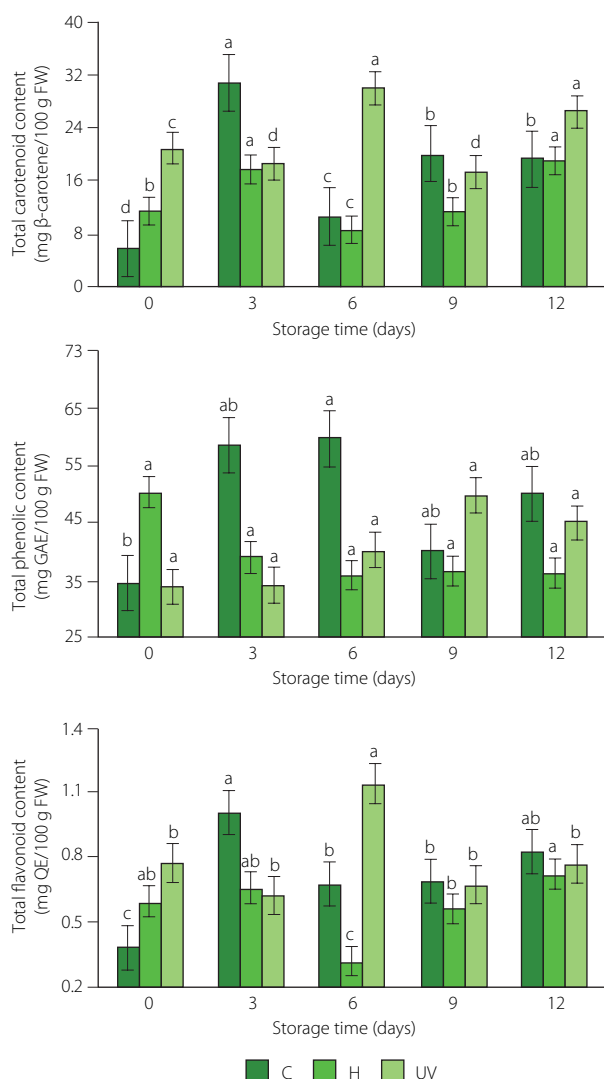 Total carotenoid content
(mg β-carotene/100 g FW)
40
32
24
16
8
0
d b c
a a d
c c a
b b d
b a a
0 3 6 9 12
Storage time (days)
Total phenolic content
(mg GAE/100 g FW)
73
65
55
45
35
25
b a a
ab a a
a a a
ab a a
ab a a
0 3 6 9 12
Storage time (days)
Total flavonoid content
(mg QE/100 g FW)
1.4
1.1
0.8
0.5
0.2
c ab b
a ab b
b c a
b b b
ab a b
0 3 6 9 12
Storage time (days)
C H UV